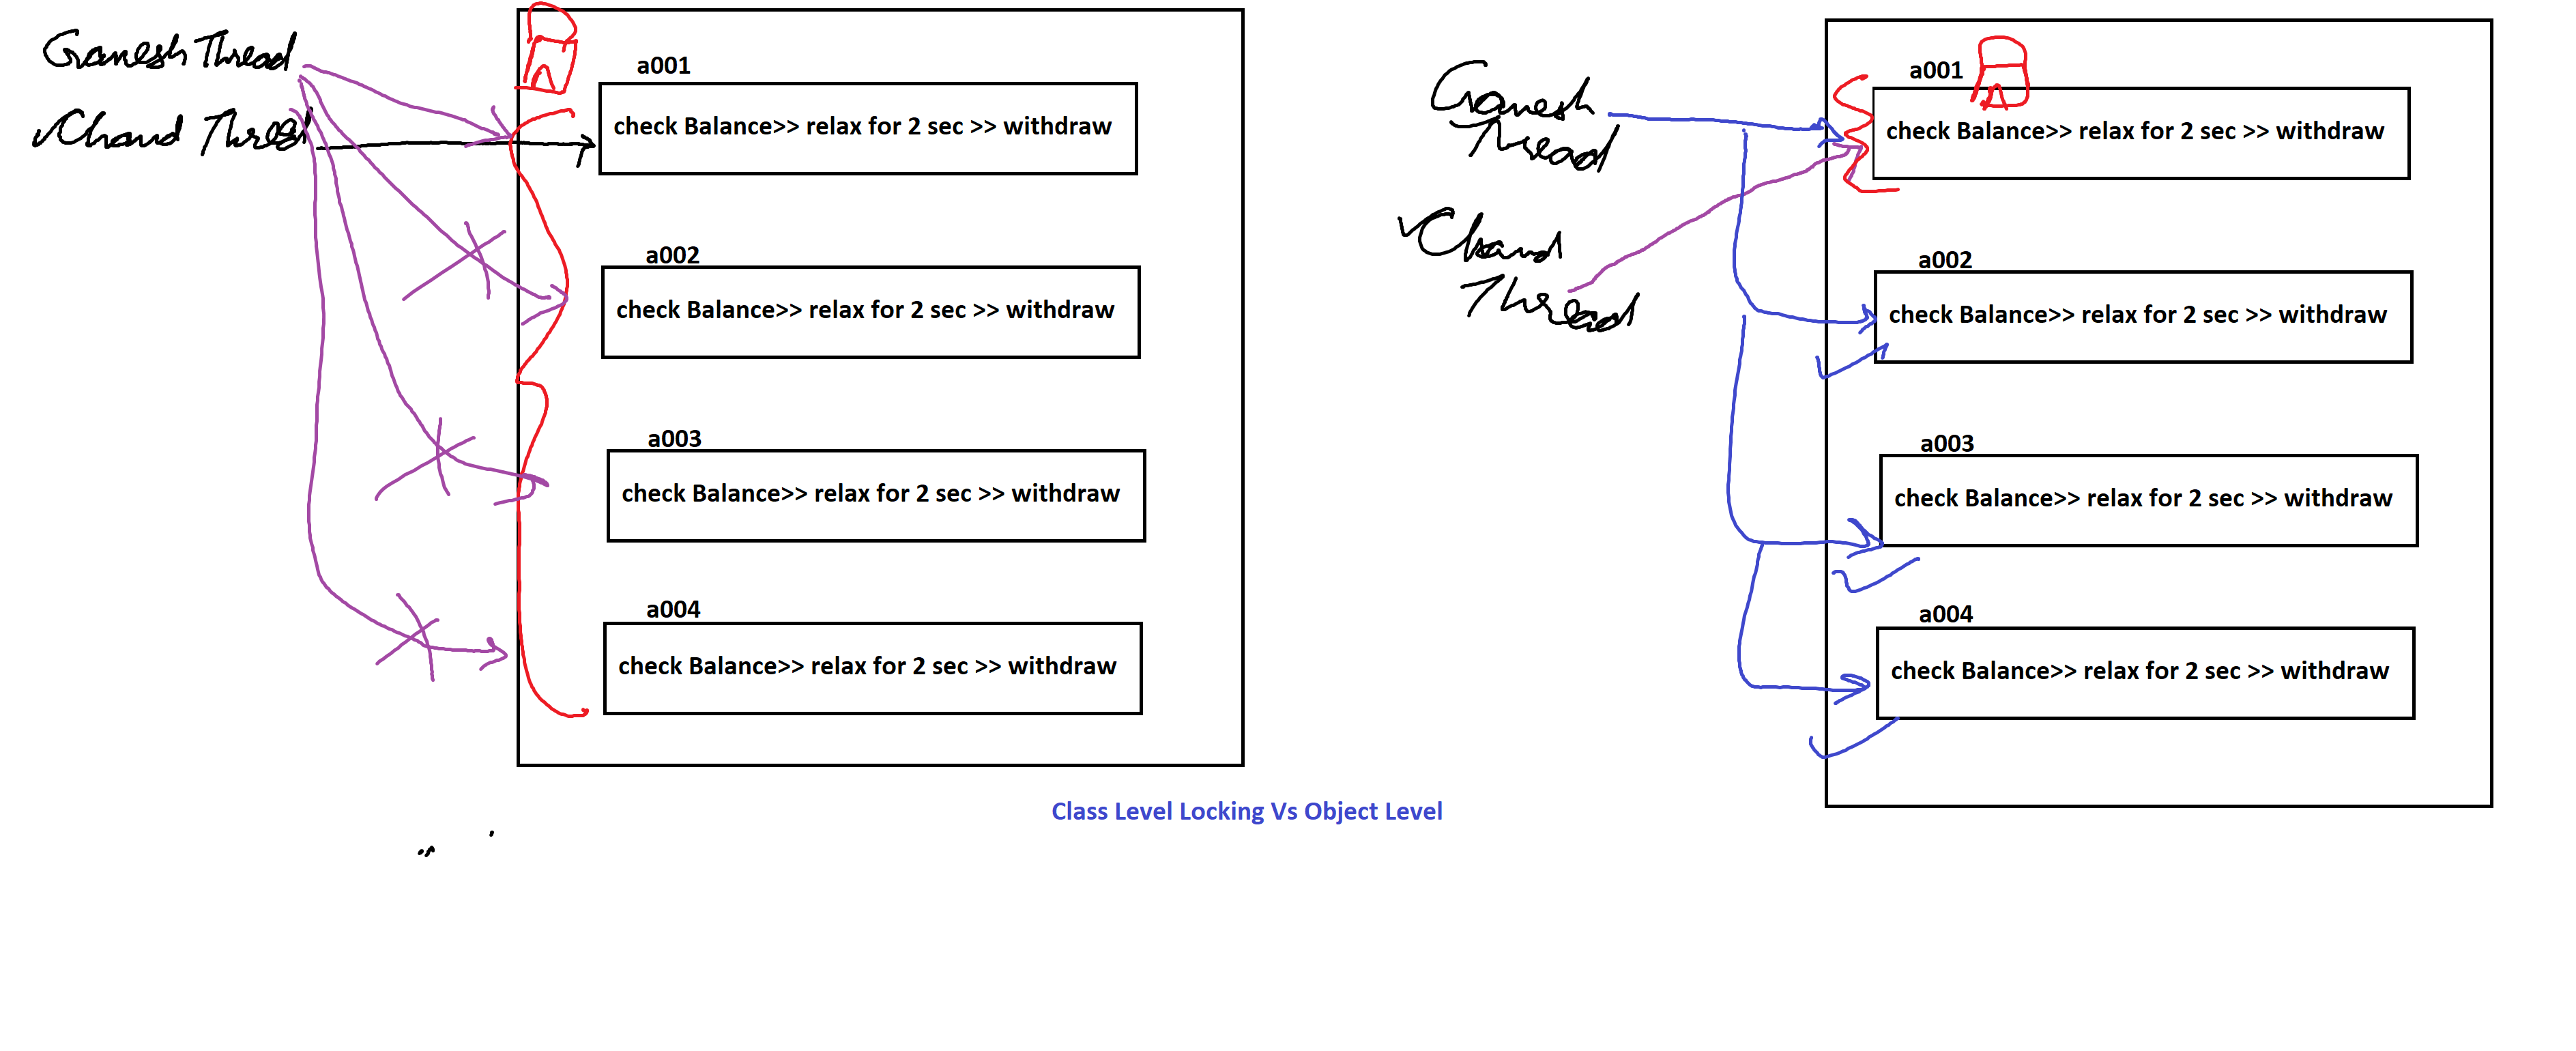 Ganesh Thread
Chand Thread
a001
check Balance>> relax for 2 sec >> withdraw
a002
check Balance>> relax for 2 sec >> withdraw
a003
check Balance>> relax for 2 sec >> withdraw
a004
check Balance>> relax for 2 sec >> withdraw
Ganesh
Thread
Chand
Thread
a001
check Balance>> relax for 2 sec >> withdraw
a002
check Balance>> relax for 2 sec >> withdraw
a003
check Balance>> relax for 2 sec >> withdraw
a004
check Balance>> relax for 2 sec >> withdraw
Class Level Locking Vs Object Level